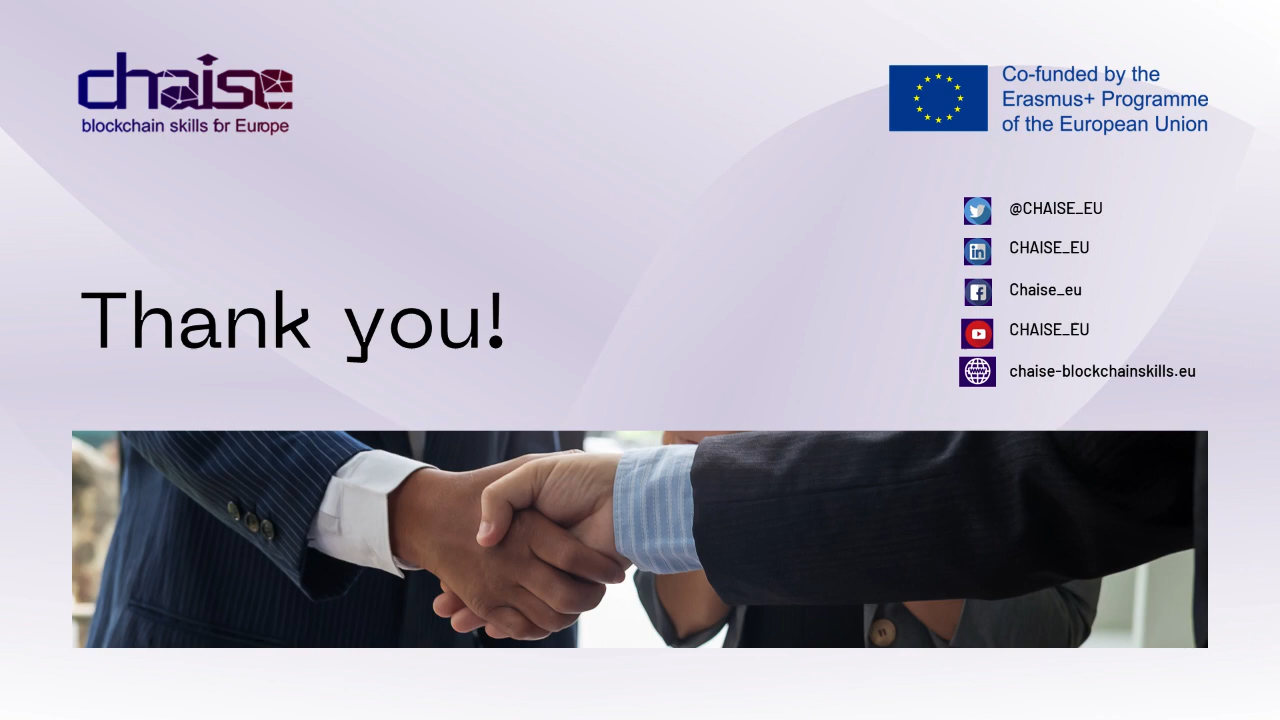 chaise
blockchain skills for Europe
Co-funded by the
Erasmus+ Programme
of the European Union
@CHAISE_EU
CHAISE_EU
Chaise_eu
CHAISE_EU
chaise-blockchainskills.eu
Thank you!